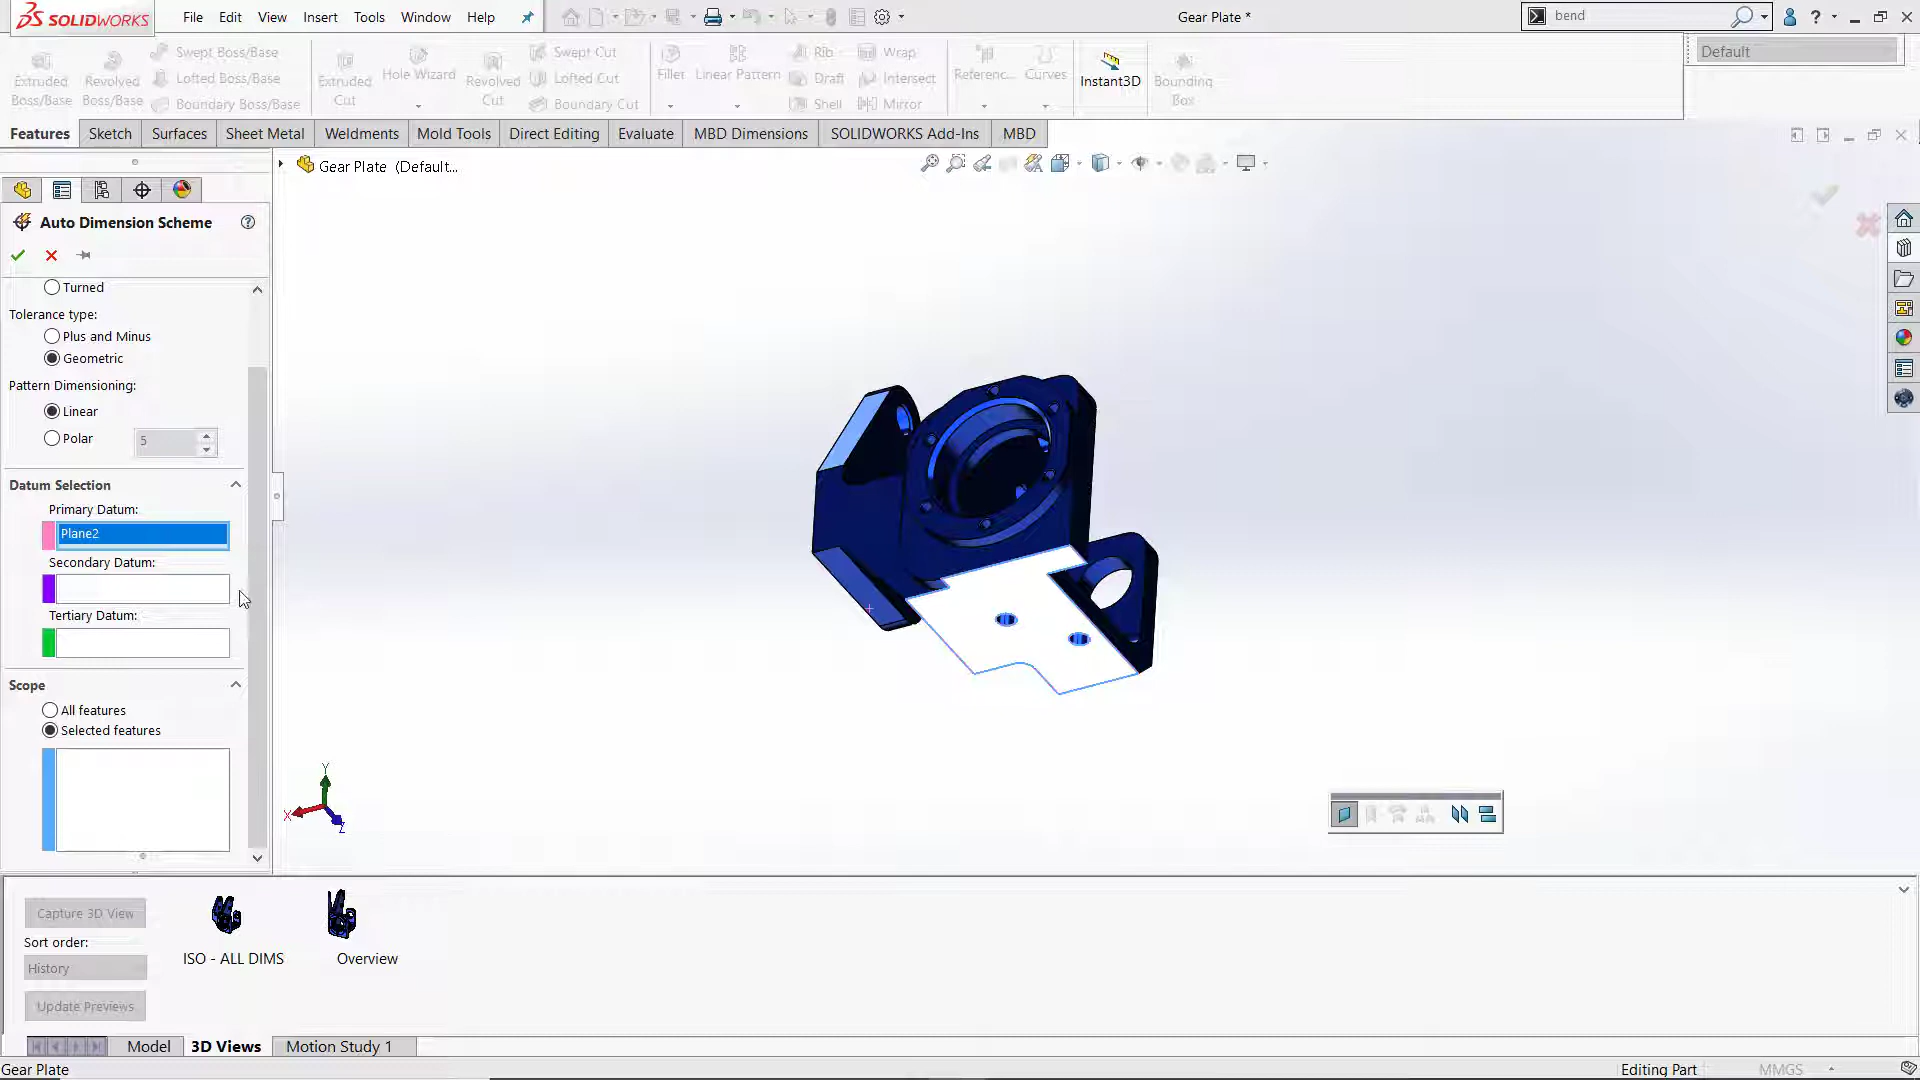 SOLIDWORKS File Edit View Insert Tools Window Help Gear Plate * bend ?
Extruded Boss/Base Revolved Boss/Base Swept Boss/Base Lofted Boss/Base Boundary Boss/Base Extruded Cut Hole Wizard Revolved Cut Swept Cut Lofted Cut Boundary Cut Fillet Linear Pattern Rib Draft Shell Wrap Intersect Mirror Referenc... Curves Instant3D Bounding Box Default
Features Sketch Surfaces Sheet Metal Weldments Mold Tools Direct Editing Evaluate MBD Dimensions SOLIDWORKS Add-Ins MBD
Gear Plate (Default...
Auto Dimension Scheme
Turned
Tolerance type:
Plus and Minus
Geometric
Pattern Dimensioning:
Linear
Polar 5
Datum Selection
Primary Datum:
Plane2
Secondary Datum:
Tertiary Datum:
Scope
All features
Selected features
Y
X
Z
Capture 3D View
Sort order:
History
Update Previews
ISO - ALL DIMS Overview
Model 3D Views Motion Study 1
Gear Plate Editing Part MMGS